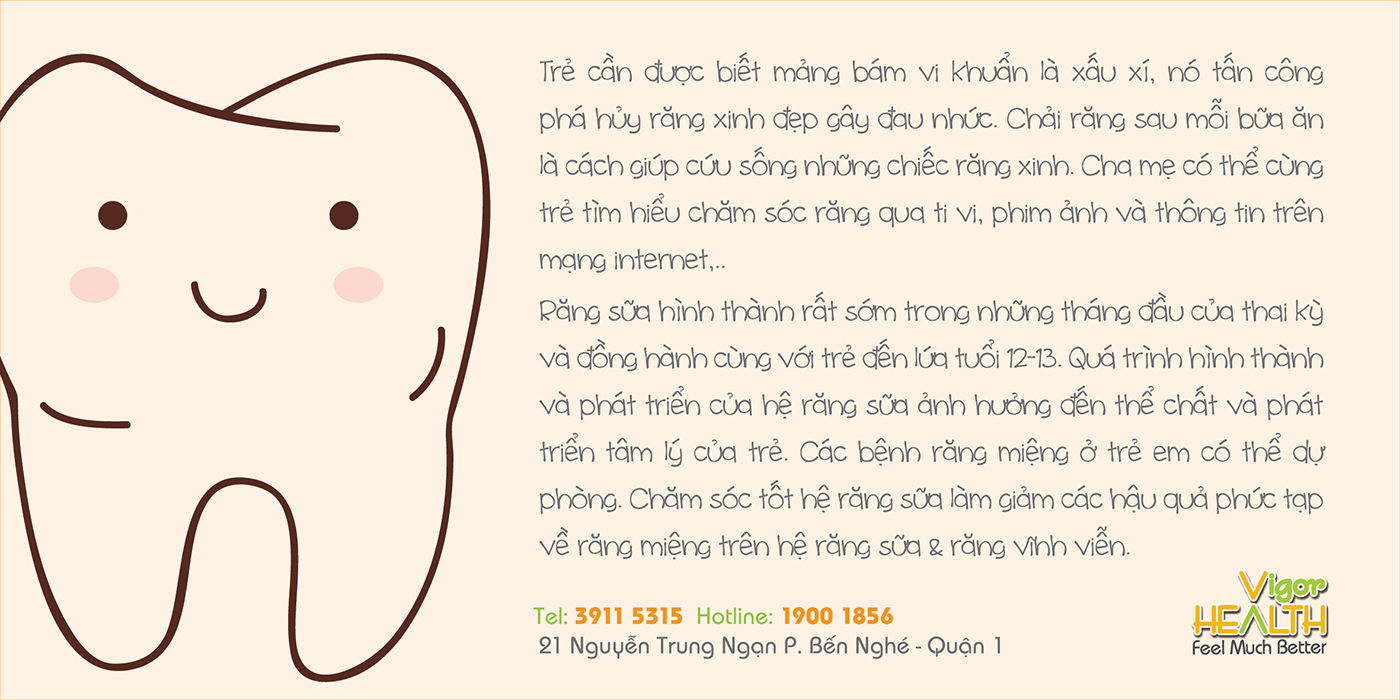 Trẻ cần được biết mảng bám vi khuẩn là xấu xí, nó tấn công
phá hủy răng xinh đẹp gây đau nhức. Chải răng sau mỗi bữa ăn
là cách giúp cứu sống những chiếc răng xinh. Cha mẹ có thể cùng
trẻ tìm hiểu chăm sóc răng qua ti vi, phim ảnh và thông tin trên
mạng internet,..
Răng sữa hình thành rất sớm trong những tháng đầu của thai kỳ
và đồng hành cùng với trẻ đến lúa tuổi 12-13. Quá trình hình thành
và phát triển của hệ răng sữa ảnh hưởng đến thể chất và phát
triển tâm lý của trẻ. Các bệnh răng miệng ở trẻ em có thể dự
phòng. Chăm sóc tốt hệ răng sữa làm giảm các hậu quả phức tạp
về răng miệng trên hệ răng sữa & răng vĩnh viễn.
Tel: 3911 5315 Hotline: 1900 1856
21 Nguyễn Trung Ngạn P. Bến Nghé - Quận 1
Vigor
HEALTH
Feel Much Better